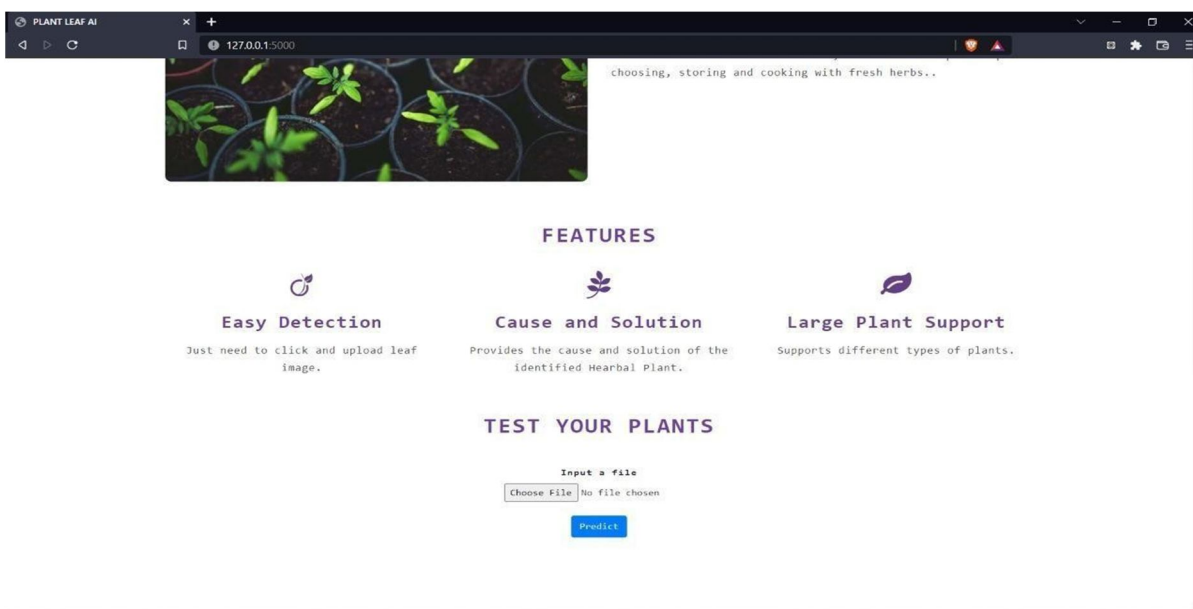 PLANT LEAF AI
127.0.0.1:5000
choosing, storing and cooking with fresh herbs..
FEATURES
Easy Detection
Just need to click and upload leaf
image.
Cause and Solution
Provides the cause and solution of the
identified Hearbal Plant.
Large Plant Support
Supports different types of plants.
TEST YOUR PLANTS
Input a file
Choose File No file chosen
Predict